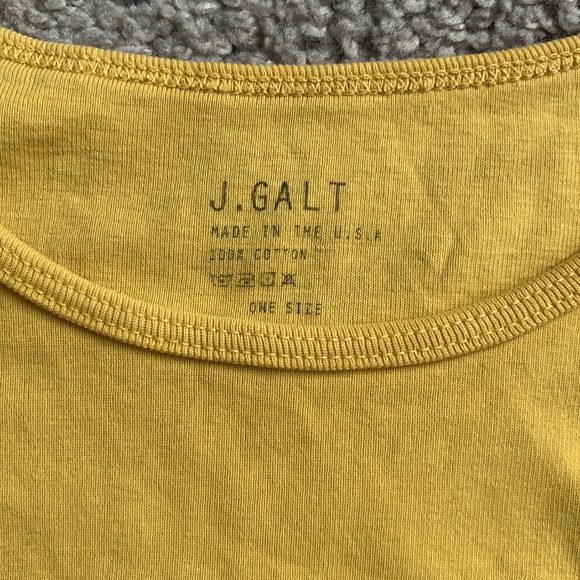 J.GALT
MADE IN THE U.S.A
100% COTTON
ONE SIZE